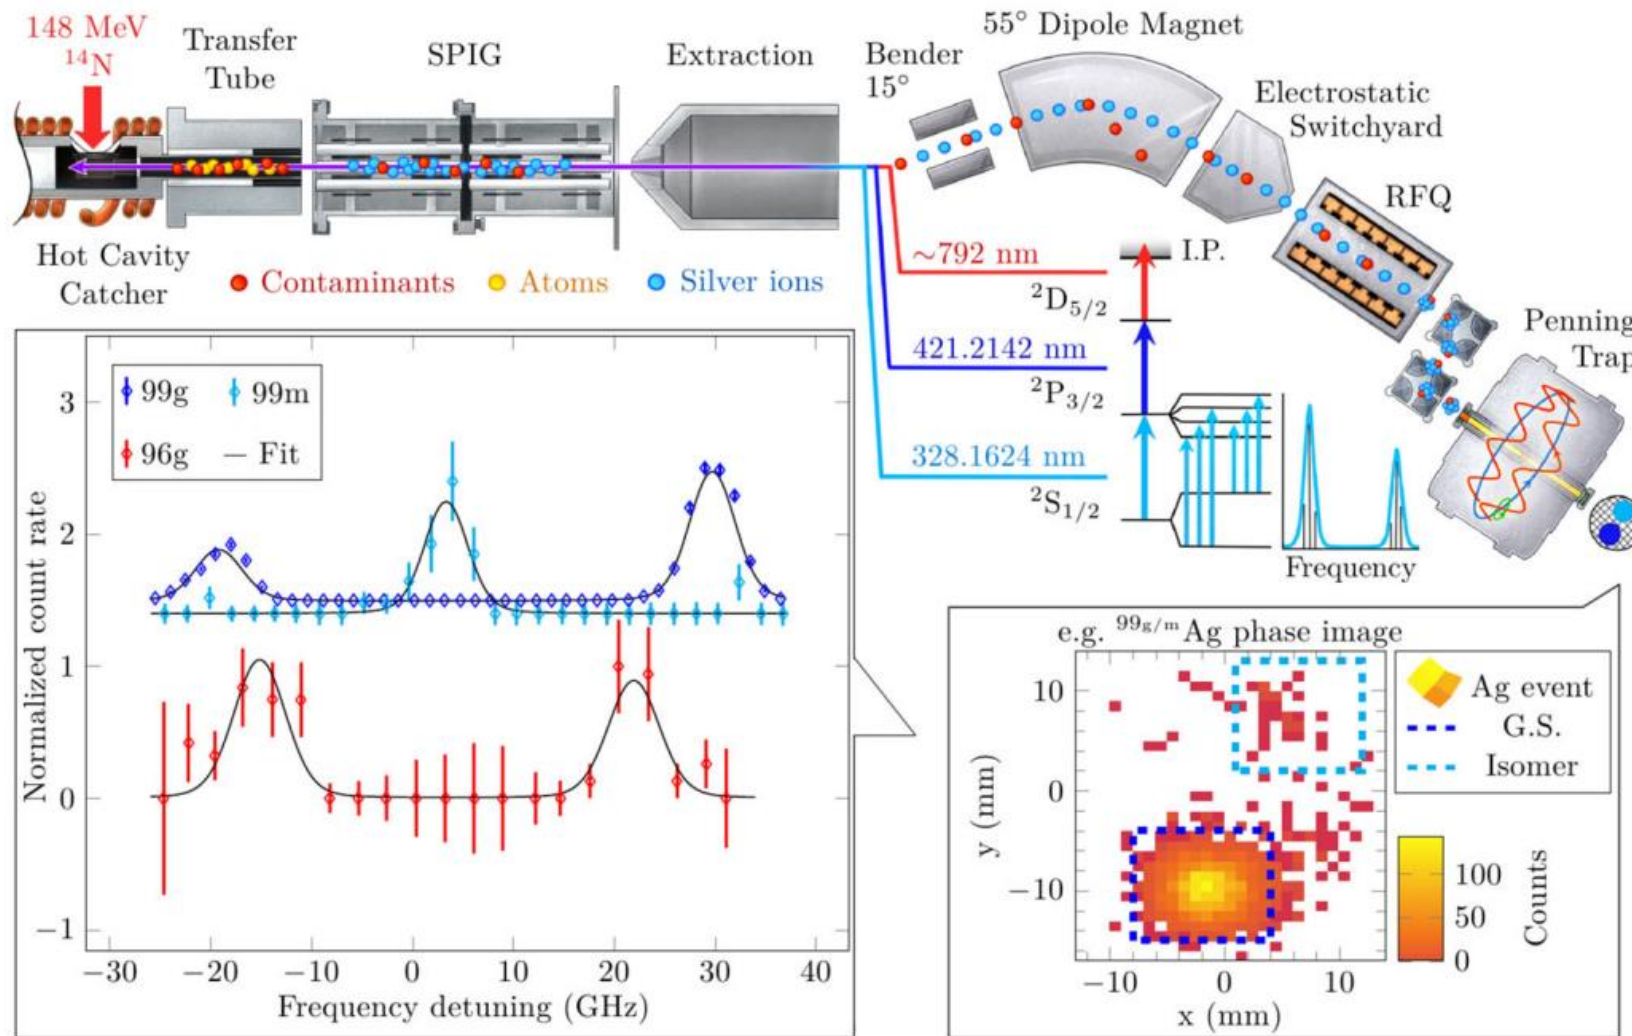 148 MeV
¹⁴N
Transfer
Tube
SPIG
Extraction
Bender
15°
55° Dipole Magnet
Electrostatic
Switchyard
RFQ
Penning
Trap
Hot Cavity
Catcher
Contaminants
Atoms
Silver ions
~792 nm
I.P.
²D₅/₂
421.2142 nm
²P₃/₂
328.1624 nm
²S₁/₂
Frequency
99g
99m
96g
Fit
Normalized count rate
3
2
1
0
−1
−30
−20
−10
0
10
20
30
40
Frequency detuning (GHz)
e.g. ⁹⁹ᵍ/ᵐAg phase image
Ag event
G.S.
Isomer
y (mm)
10
0
−10
−10
0
10
x (mm)
100
50
0
Counts